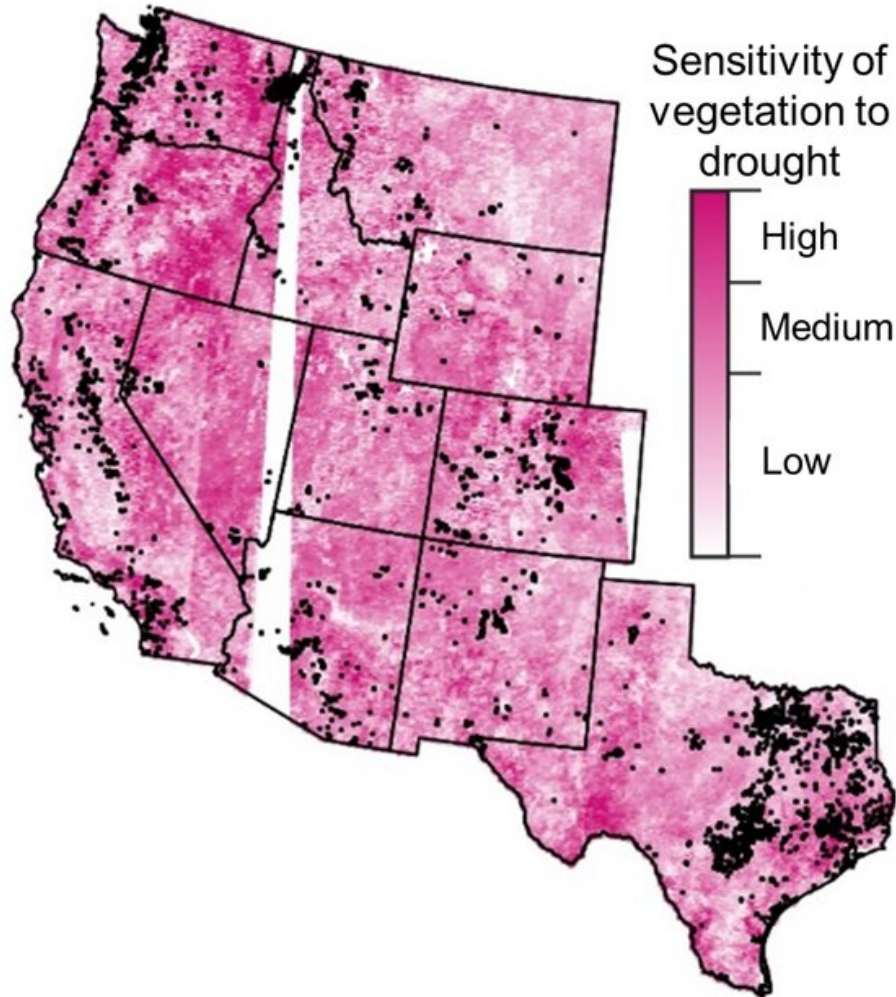 Sensitivity of
vegetation to
drought
High
Medium
Low